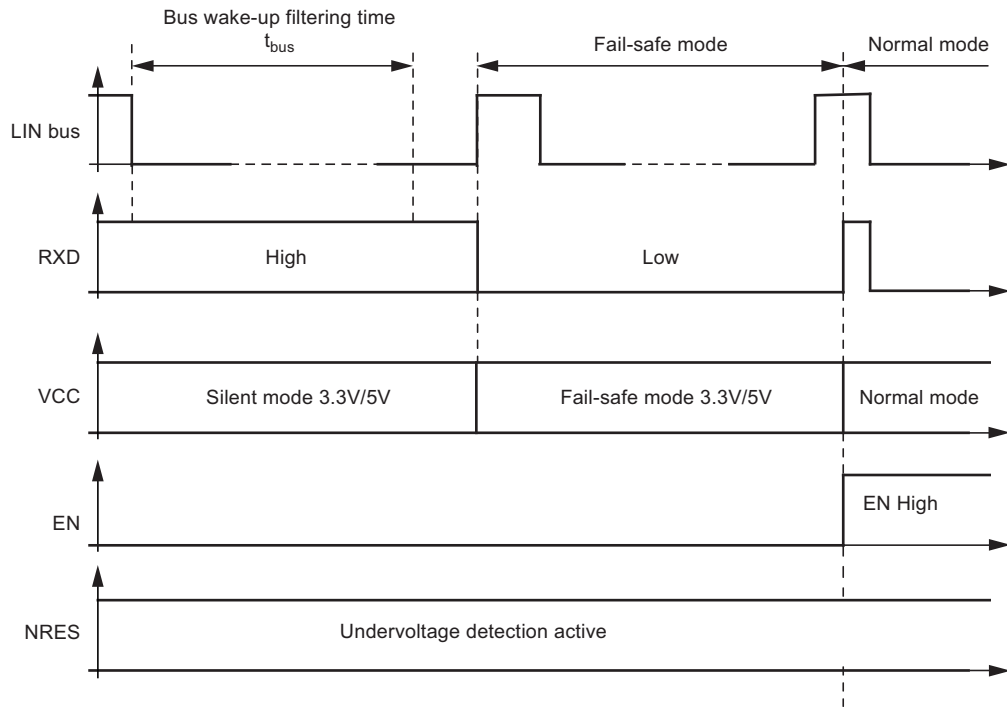 Bus wake-up filtering time
tbus
Fail-safe mode
Normal mode
LIN bus
RXD
High
Low
VCC
Silent mode 3.3V/5V
Fail-safe mode 3.3V/5V
Normal mode
EN
EN High
NRES
Undervoltage detection active